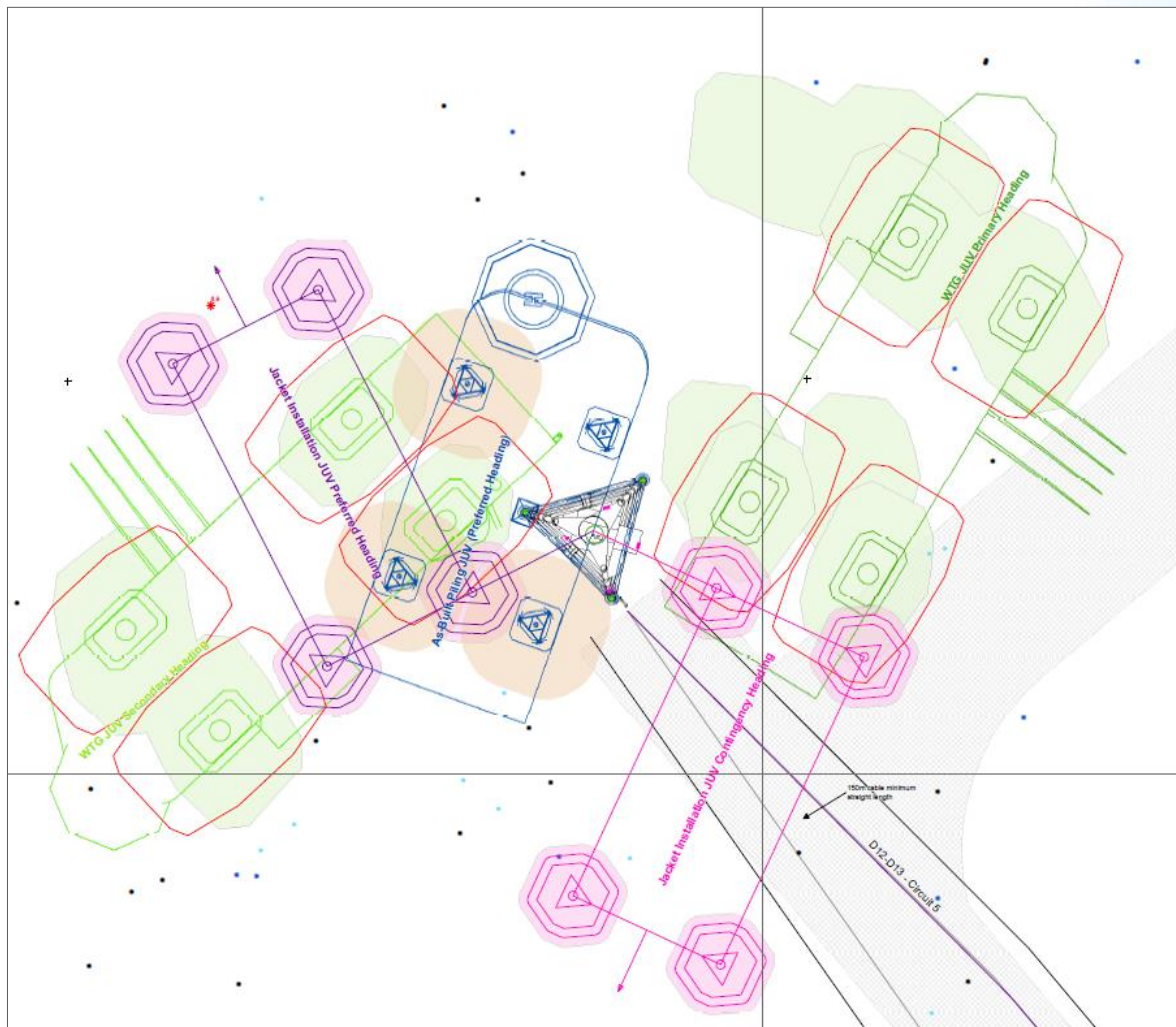 WTG JUV Primary Heading
Jacket Installation JUV Preferred Heading
As-Built Piling JUV (Preferred Heading)
WTG JUV Secondary Heading
Jacket Installation JUV Contingency Heading
150m cable minimum
straight length
D12-D13 - Circuit 5